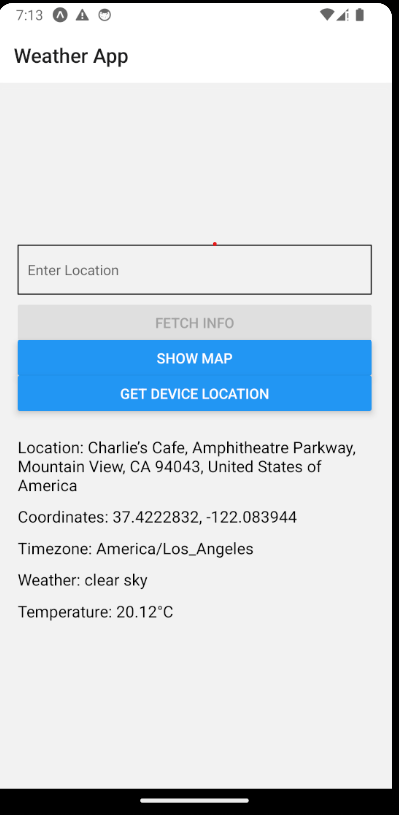 7:13
Weather App
Enter Location
FETCH INFO
SHOW MAP
GET DEVICE LOCATION
Location: Charlie's Cafe, Amphitheatre Parkway,
Mountain View, CA 94043, United States of
America
Coordinates: 37.4222832, -122.083944
Timezone: America/Los_Angeles
Weather: clear sky
Temperature: 20.12°C